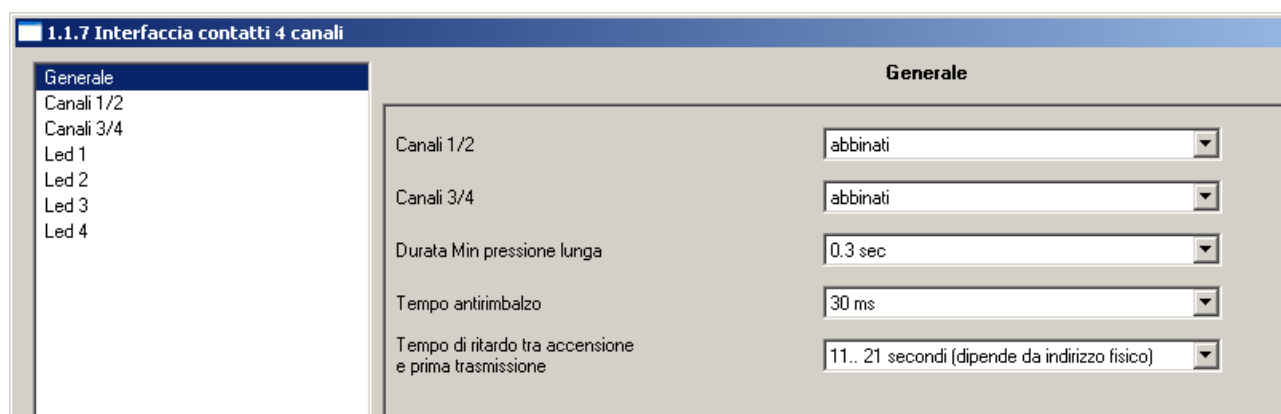 1.1.7 Interfaccia contatti 4 canali
Generale
Canali 1/2
Canali 3/4
Led 1
Led 2
Led 3
Led 4
Generale
Canali 1/2
abbinati
Canali 3/4
abbinati
Durata Min pressione lunga
0.3 sec
Tempo antirimbalzo
30 ms
Tempo di ritardo tra accensione
e prima trasmissione
11.. 21 secondi (dipende da indirizzo fisico)